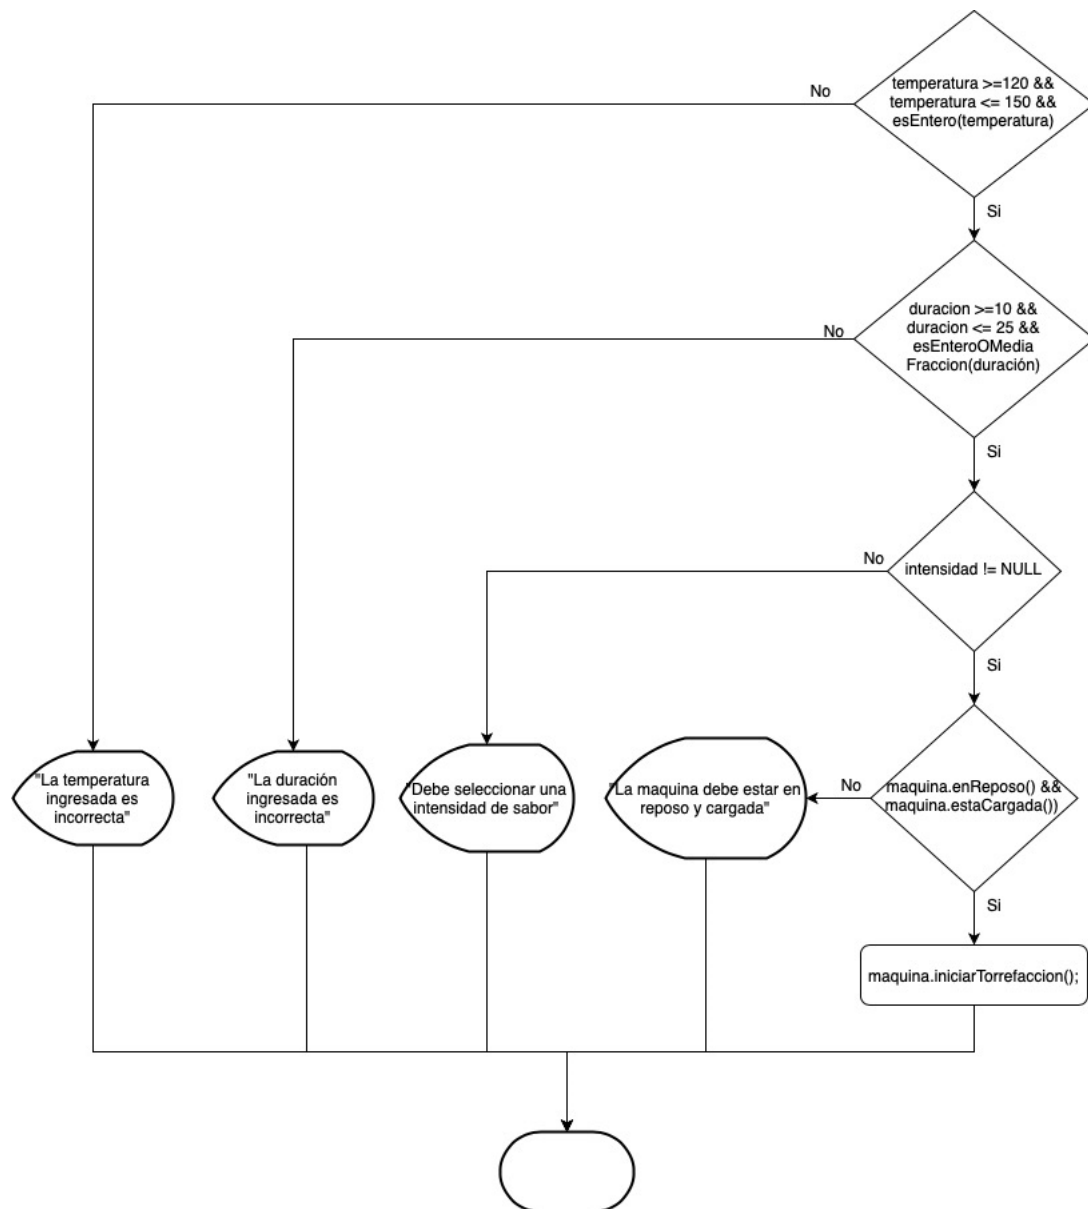 temperatura >=120 &&
temperatura <= 150 &&
esEntero(temperatura)
No
Si
duracion >=10 &&
duracion <= 25 &&
esEnteroOMedia
Fraccion(duración)
No
Si
intensidad != NULL
No
Si
maquina.enReposo() &&
maquina.estaCargada())
No
Si
"La temperatura
ingresada es
incorrecta"
"La duración
ingresada es
incorrecta"
"Debe seleccionar una
intensidad de sabor"
"La maquina debe estar en
reposo y cargada"
maquina.iniciarTorrefaccion();